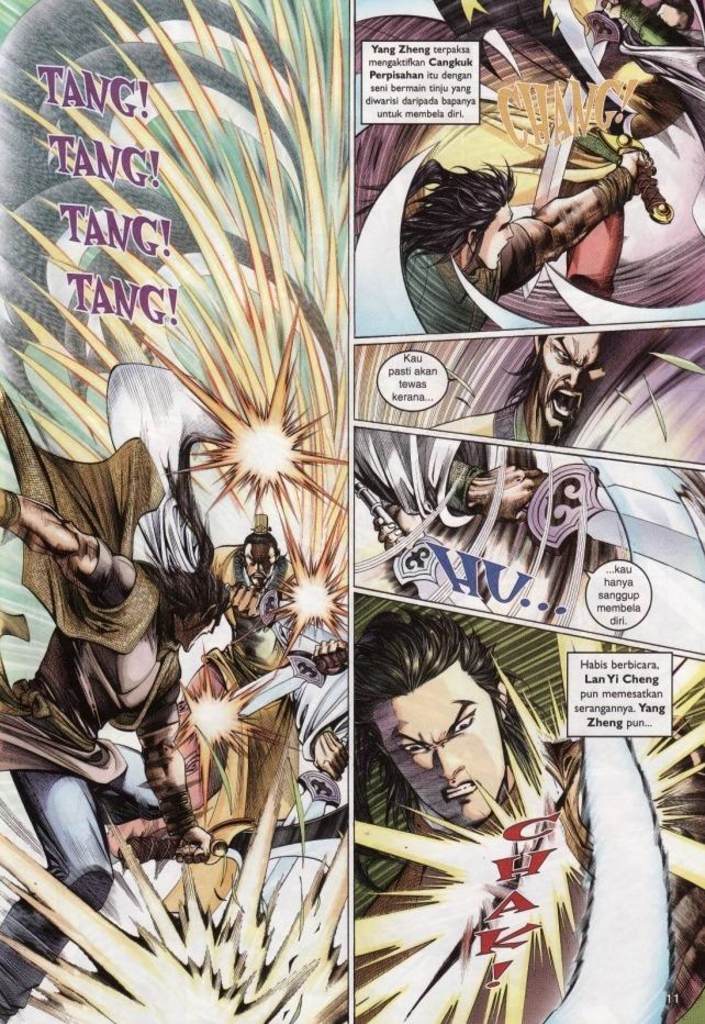 TANG!
TANG!
TANG!
TANG!
Yang Zheng terpaksa
mengaktifkan Cangkuk
Perpisahan itu dengan
seni bermain tinju yang
diwarisi daripada bapanya
untuk membela diri.
CHANG!
Kau
pasti akan
tewas
kerana...
HU...
...kau
hanya
sanggup
membela
diri.
Habis berbicara,
Lan Yi Cheng
pun memesatkan
serangannya. Yang
Zheng pun...
CHAK!
11